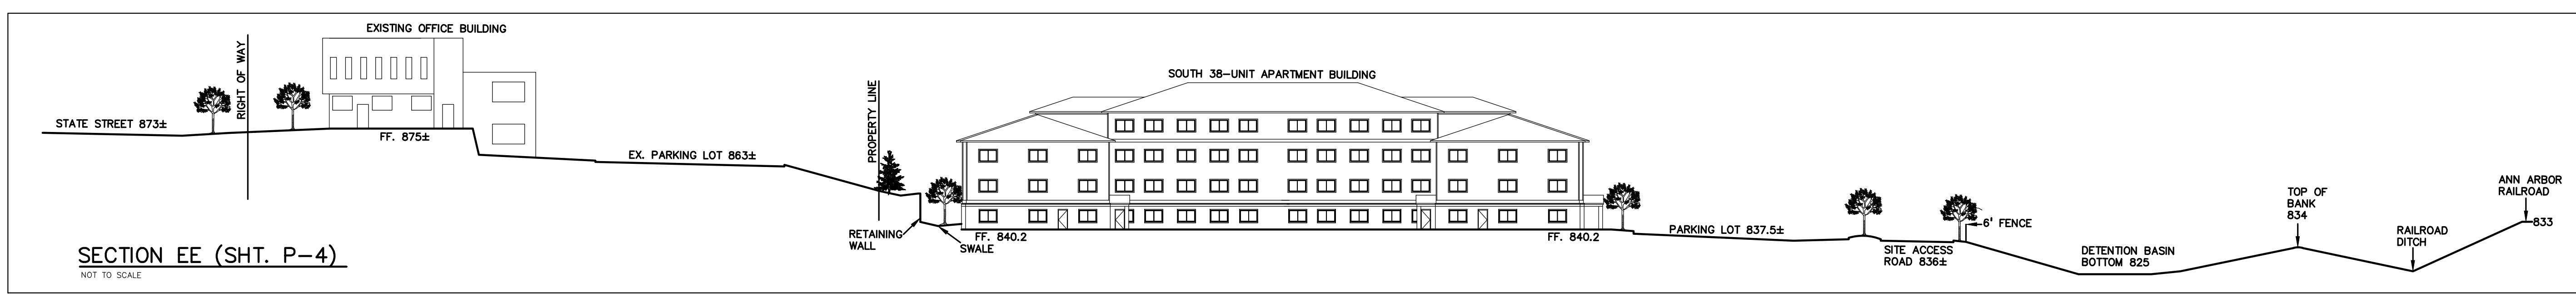 EXISTING OFFICE BUILDING
RIGHT OF WAY
STATE STREET 873±
FF. 875±
EX. PARKING LOT 863±
PROPERTY LINE
SOUTH 38-UNIT APARTMENT BUILDING
RETAINING
WALL
SWALE
FF. 840.2
FF. 840.2
PARKING LOT 837.5±
6' FENCE
SITE ACCESS
ROAD 836±
DETENTION BASIN
BOTTOM 825
TOP OF
BANK
834
RAILROAD
DITCH
ANN ARBOR
RAILROAD
833
SECTION EE (SHT. P-4)
NOT TO SCALE